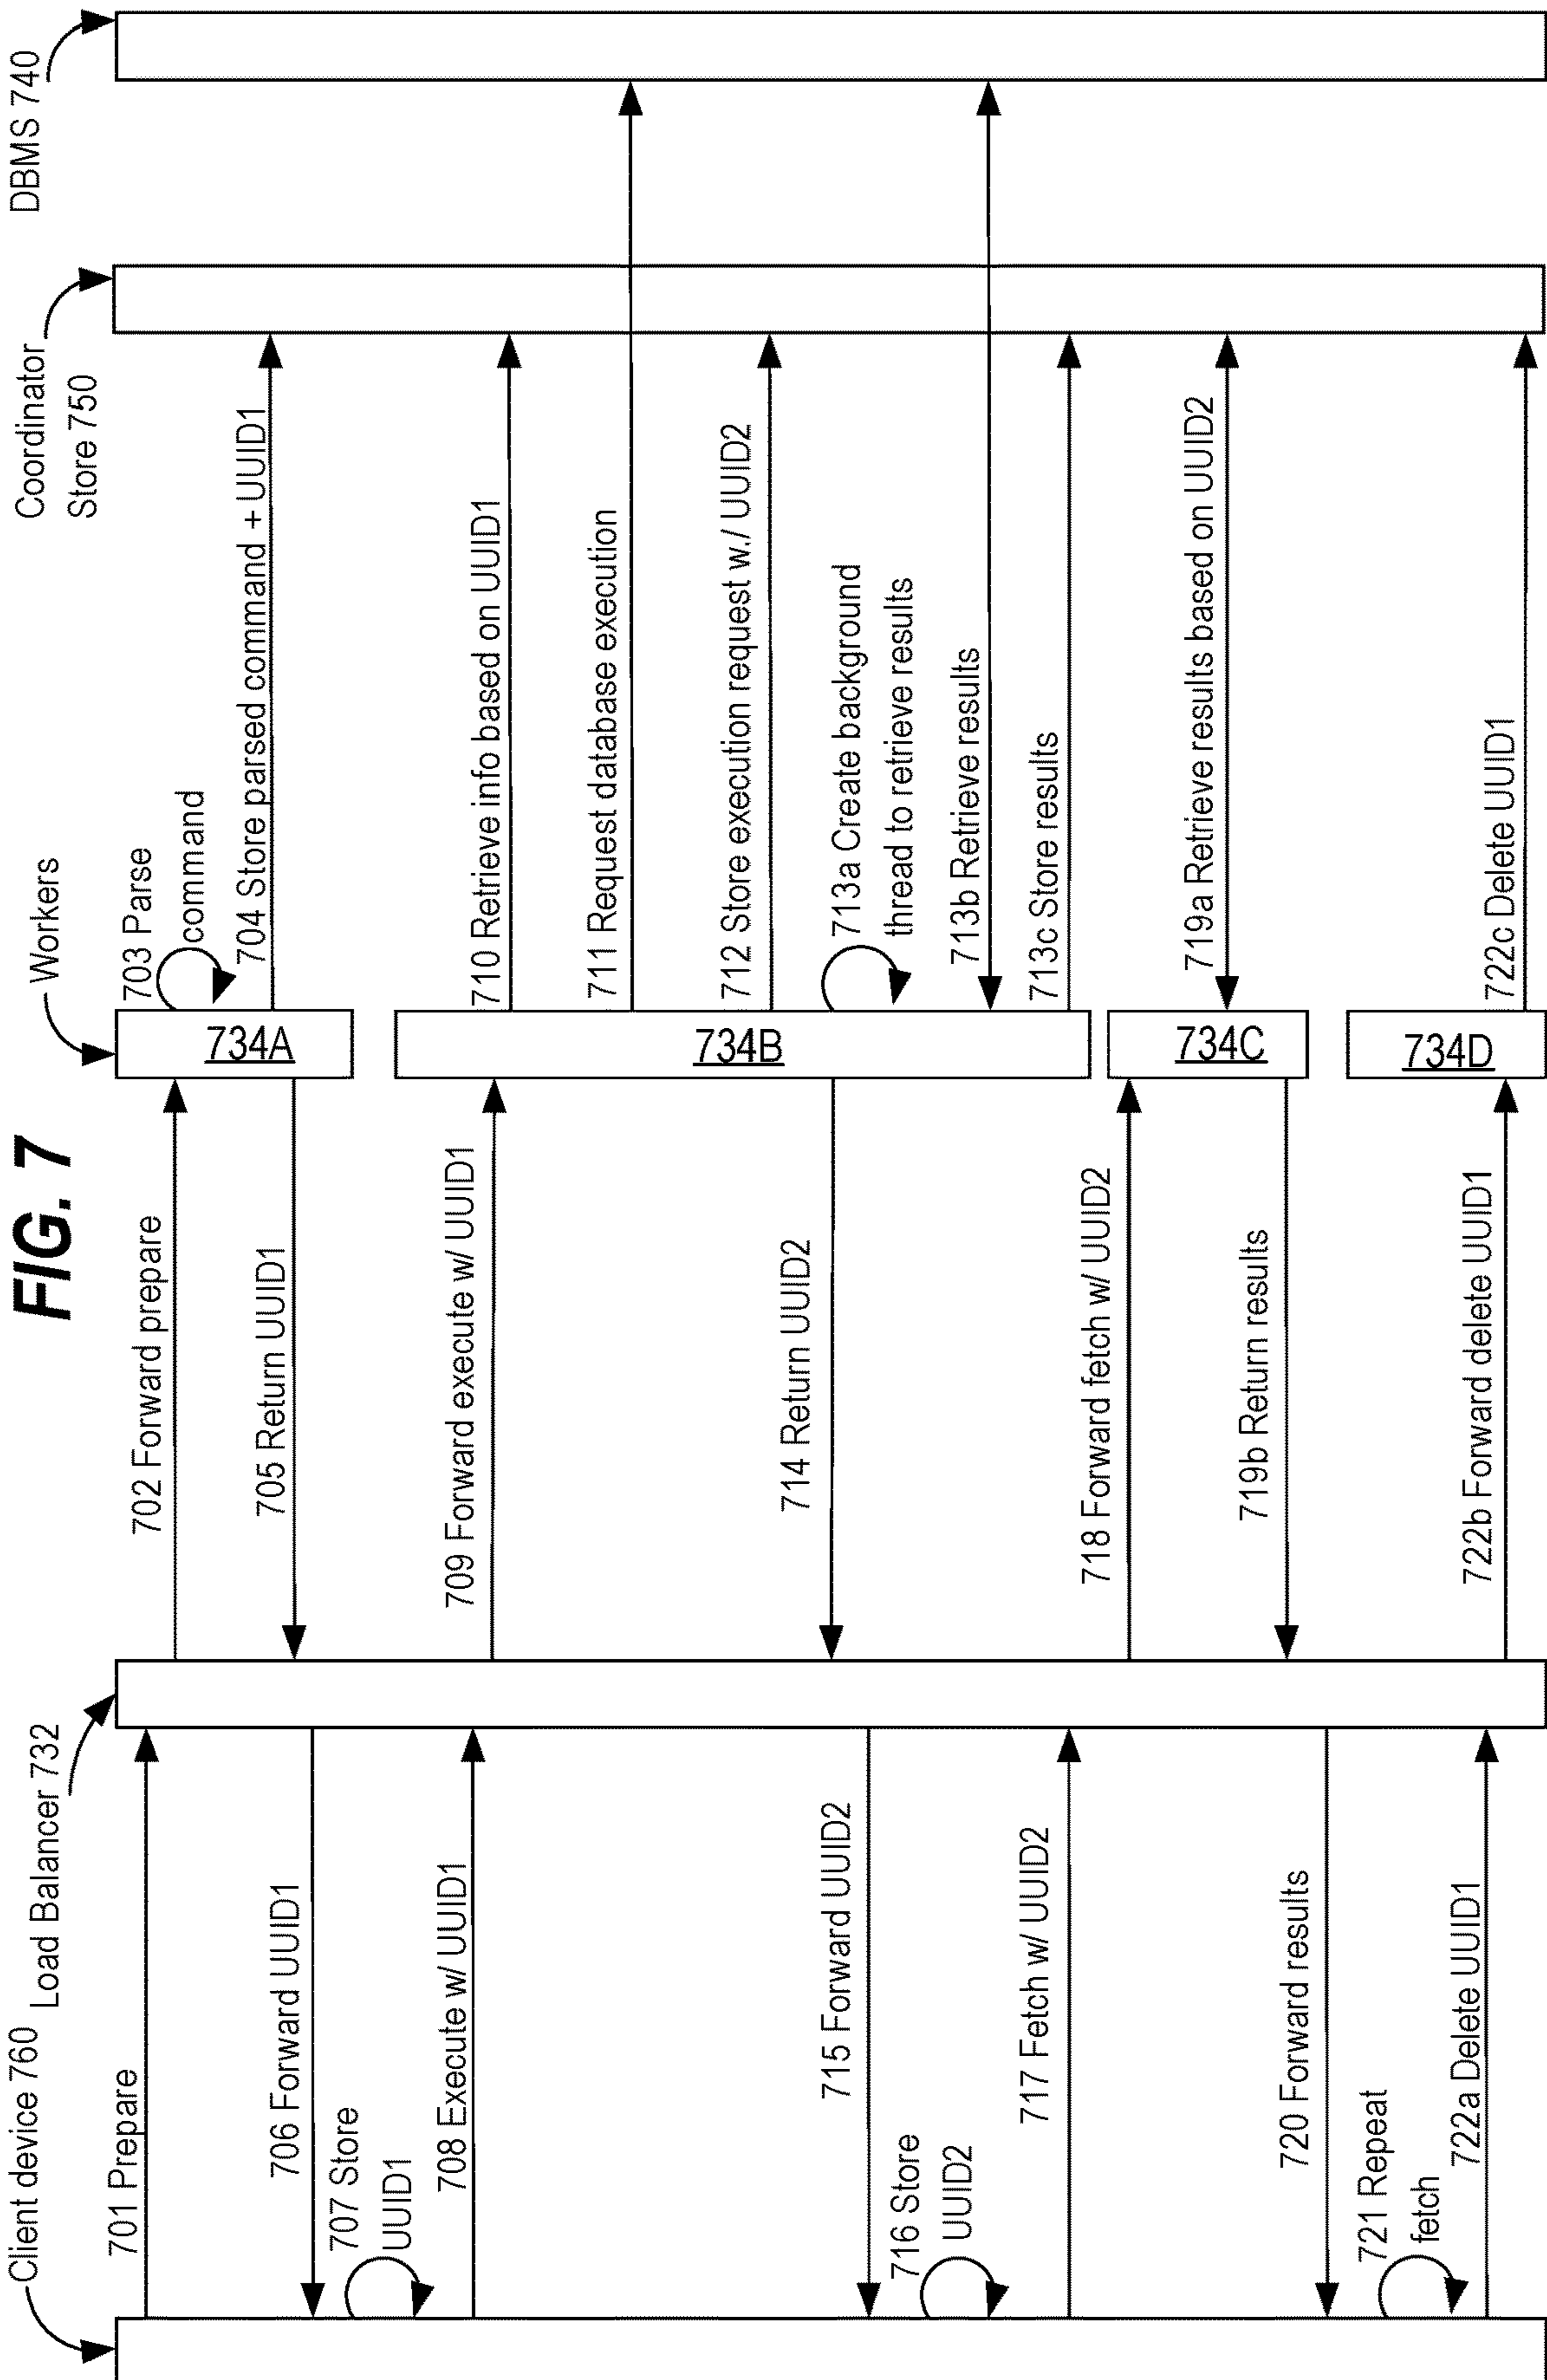 FIG. 7
Client device 760
Load Balancer 732
Workers
Coordinator
Store 750
DBMS 740
701 Prepare
702 Forward prepare
703 Parse
command
704 Store parsed command + UUID1
705 Return UUID1
706 Forward UUID1
707 Store
UUID1
708 Execute w/ UUID1
709 Forward execute w/ UUID1
710 Retrieve info based on UUID1
711 Request database execution
712 Store execution request w./ UUID2
713a Create background
thread to retrieve results
713b Retrieve results
713c Store results
714 Return UUID2
715 Forward UUID2
716 Store
UUID2
717 Fetch w/ UUID2
718 Forward fetch w/ UUID2
719a Retrieve results based on UUID2
719b Return results
720 Forward results
721 Repeat
fetch
722a Delete UUID1
722b Forward delete UUID1
722c Delete UUID1
734A
734B
734C
734D